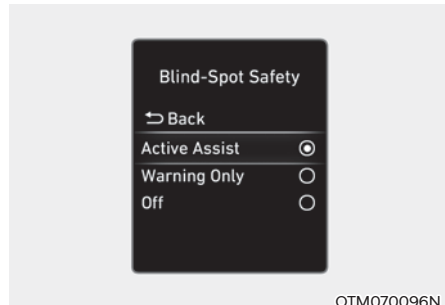 Blind-Spot Safety
Back
Active Assist
Warning Only
Off
OTM070096N